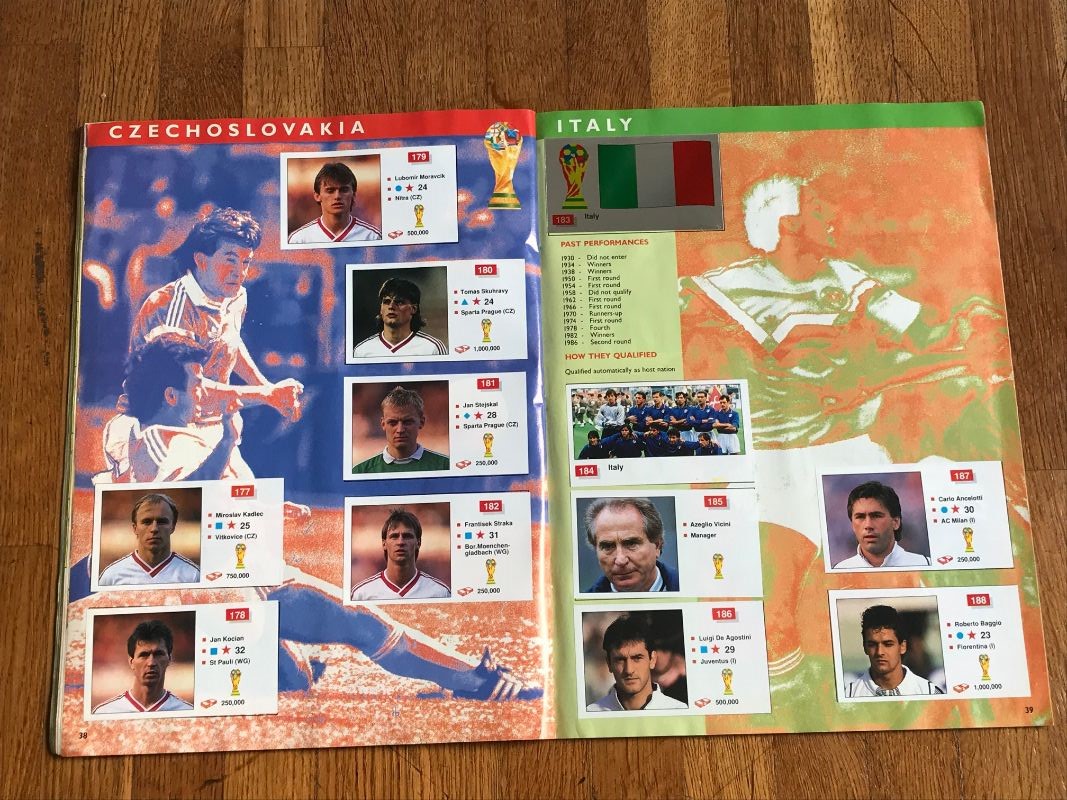 CZECHOSLOVAKIA
179
Lubomir Moravcik
24
Nitra (CZ)
500,000
180
Tomas Skuhravy
24
Sparta Prague (CZ)
1,000,000
181
Jan Stejskal
28
Sparta Prague (CZ)
250,000
177
Miroslav Kadlec
25
Vitkovice (CZ)
750,000
182
Frantisek Straka
31
Bor.Moenchen-
gladbach (WG)
250,000
178
Jan Kocian
32
St Pauli (WG)
250,000
38
ITALY
183
Italy
PAST PERFORMANCES
1930 - Did not enter
1934 - Winners
1938 - Winners
1950 - First round
1954 - First round
1958 - Did not qualify
1962 - First round
1966 - First round
1970 - Runners-up
1974 - First round
1978 - Fourth
1982 - Winners
1986 - Second round
HOW THEY QUALIFIED
Qualified automatically as host nation
184
Italy
185
Azeglio Vicini
Manager
186
Luigi De Agostini
29
Juventus (I)
500,000
187
Carlo Ancelotti
30
AC Milan (I)
250,000
188
Roberto Baggio
23
Fiorentina (I)
1,000,000
39